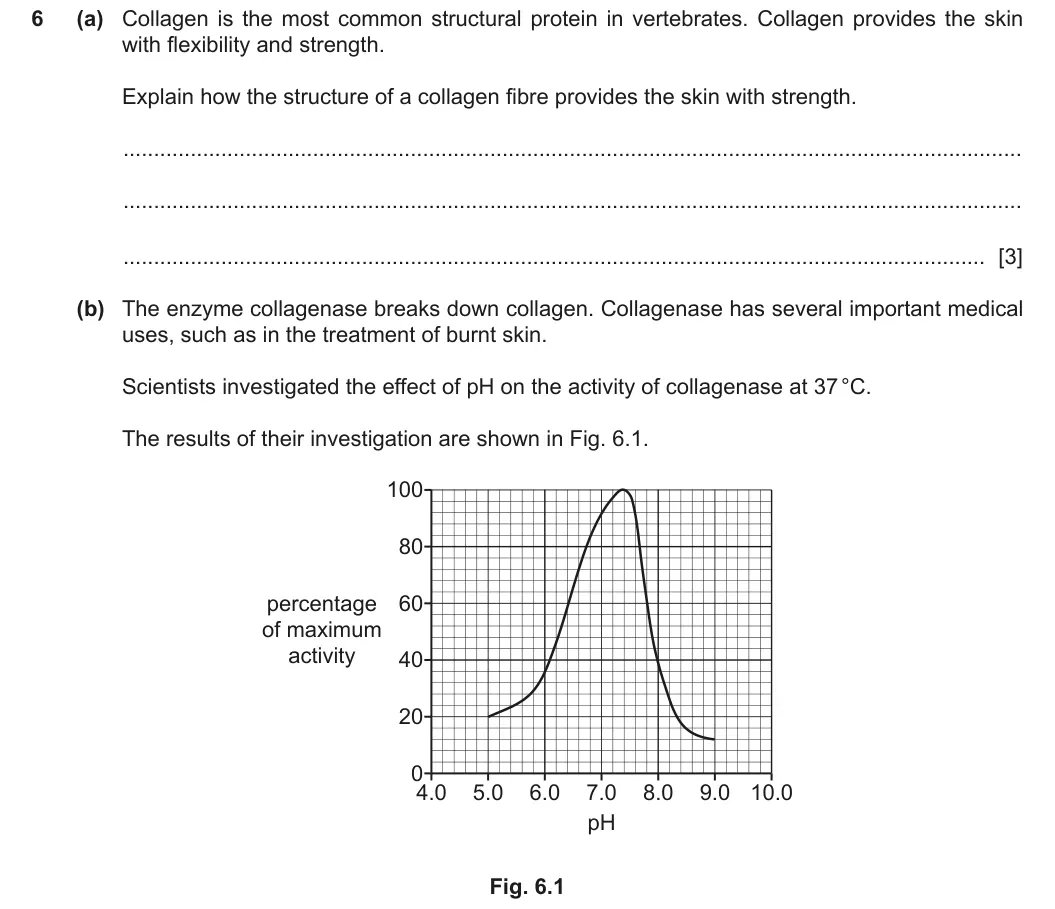 6 (a) Collagen is the most common structural protein in vertebrates. Collagen provides the skin
with flexibility and strength.
Explain how the structure of a collagen fibre provides the skin with strength.
...................................................................................................................................................
...................................................................................................................................................
............................................................................................................................................. [3]
(b) The enzyme collagenase breaks down collagen. Collagenase has several important medical
uses, such as in the treatment of burnt skin.
Scientists investigated the effect of pH on the activity of collagenase at 37 °C.
The results of their investigation are shown in Fig. 6.1.
100
80
percentage
of maximum
activity
60
40
20
0
4.0 5.0 6.0 7.0 8.0 9.0 10.0
pH
Fig. 6.1